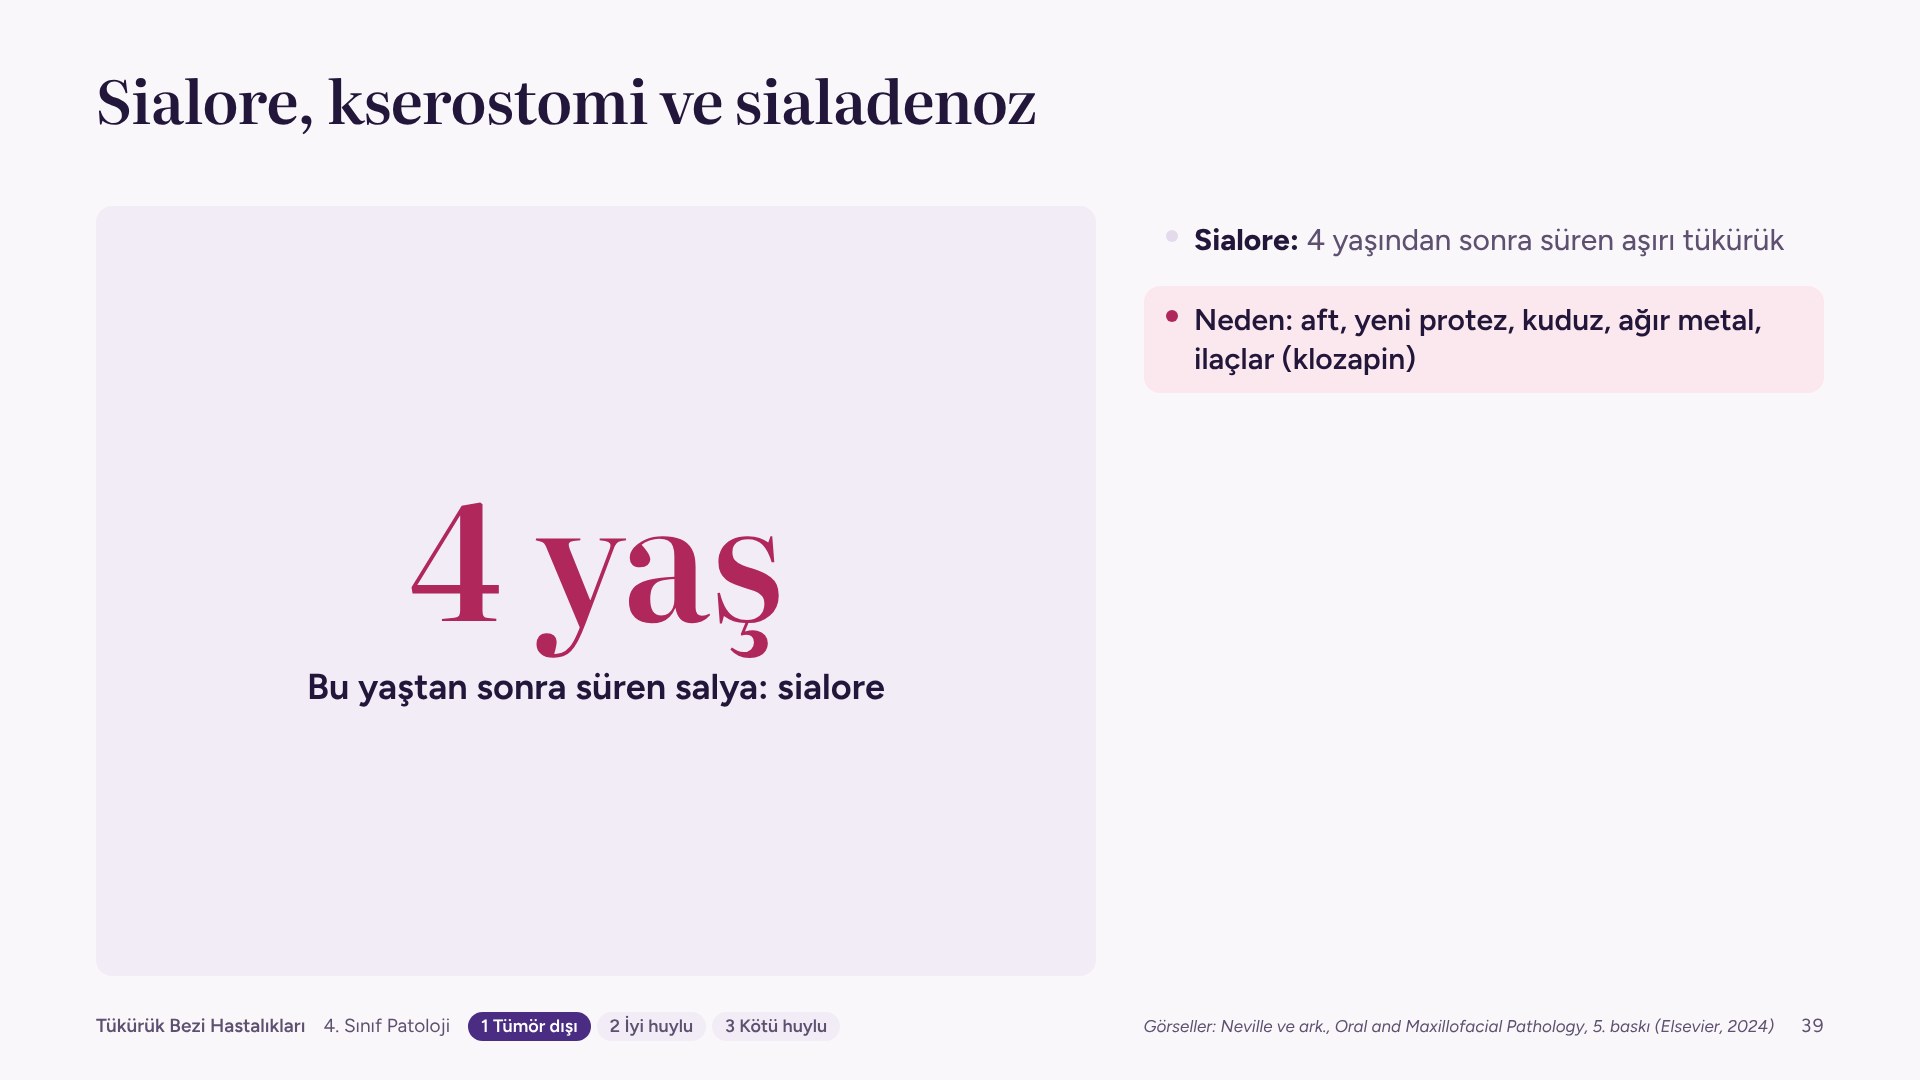 Sialore, kserostomi ve sialadenoz
4 yaş
Bu yaştan sonra süren salya: sialore
Sialore: 4 yaşından sonra süren aşırı tükürük
Neden: aft, yeni protez, kuduz, ağır metal,
ilaçlar (klozapin)
Tükürük Bezi Hastalıkları 4. Sınıf Patoloji 1 Tümör dışı 2 İyi huylu 3 Kötü huylu
Görseller: Neville ve ark., Oral and Maxillofacial Pathology, 5. baskı (Elsevier, 2024) 39